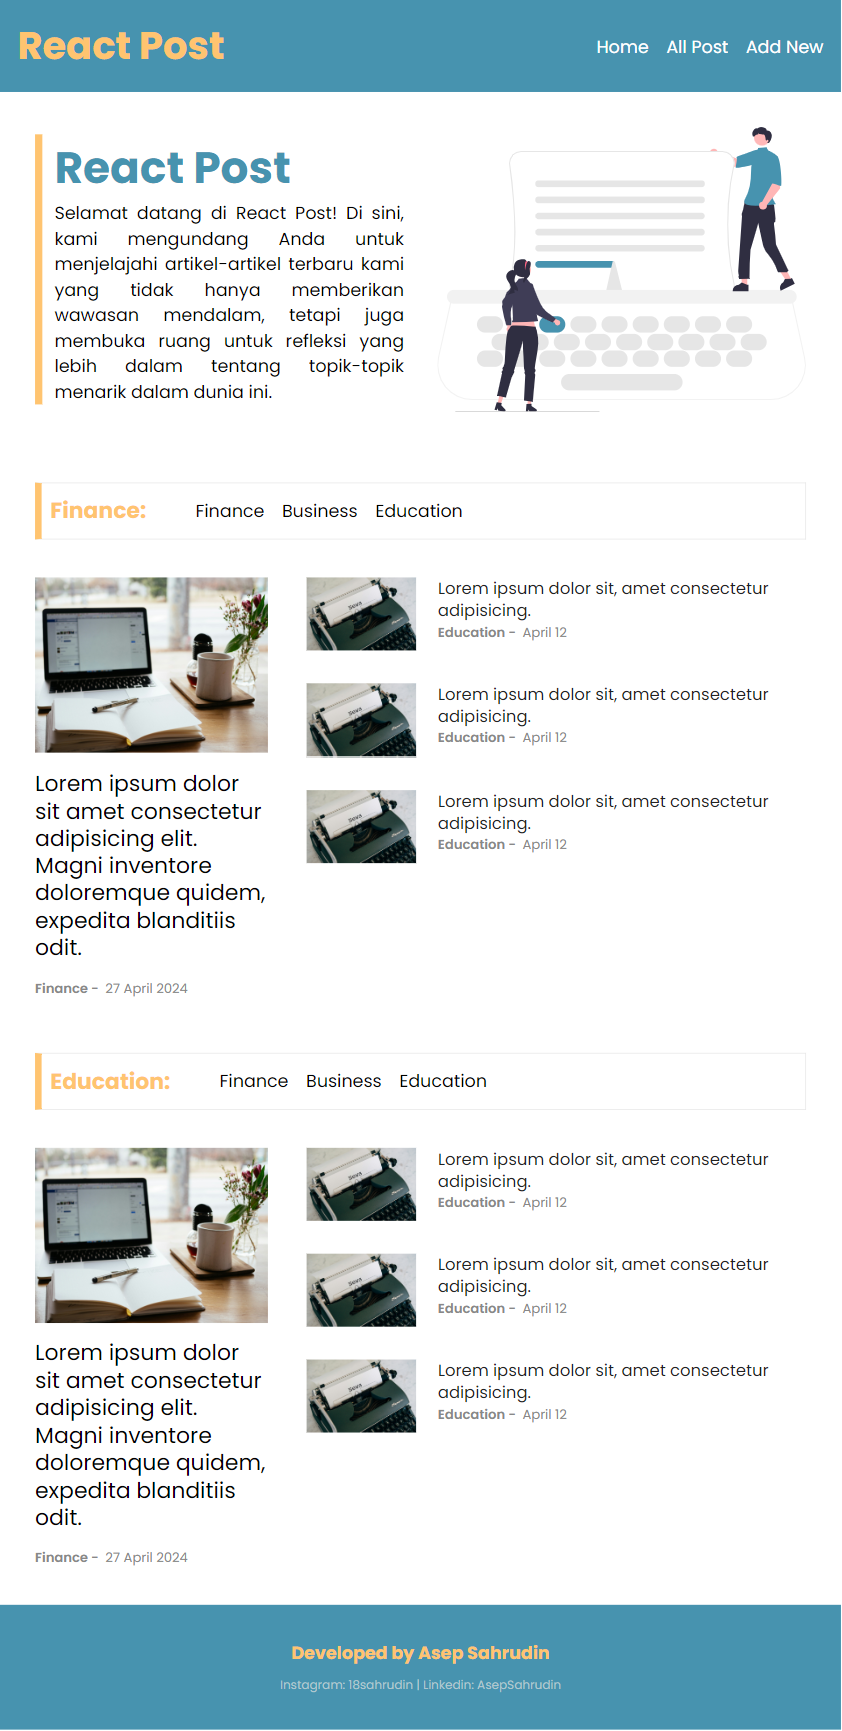 React Post
Home All Post Add New
React Post
Selamat datang di React Post! Di sini,
kami mengundang Anda untuk
menjelajahi artikel-artikel terbaru kami
yang tidak hanya memberikan
wawasan mendalam, tetapi juga
membuka ruang untuk refleksi yang
lebih dalam tentang topik-topik
menarik dalam dunia ini.
Finance: Finance Business Education
Lorem ipsum dolor
sit amet consectetur
adipisicing elit.
Magni inventore
doloremque quidem,
expedita blanditiis
odit.
Finance - 27 April 2024
Seva
Lorem ipsum dolor sit, amet consectetur
adipisicing.
Education - April 12
Seva
Lorem ipsum dolor sit, amet consectetur
adipisicing.
Education - April 12
Seva
Lorem ipsum dolor sit, amet consectetur
adipisicing.
Education - April 12
Education: Finance Business Education
Lorem ipsum dolor
sit amet consectetur
adipisicing elit.
Magni inventore
doloremque quidem,
expedita blanditiis
odit.
Finance - 27 April 2024
Seva
Lorem ipsum dolor sit, amet consectetur
adipisicing.
Education - April 12
Seva
Lorem ipsum dolor sit, amet consectetur
adipisicing.
Education - April 12
Seva
Lorem ipsum dolor sit, amet consectetur
adipisicing.
Education - April 12
Developed by Asep Sahrudin
Instagram: 18sahrudin | Linkedin: AsepSahrudin